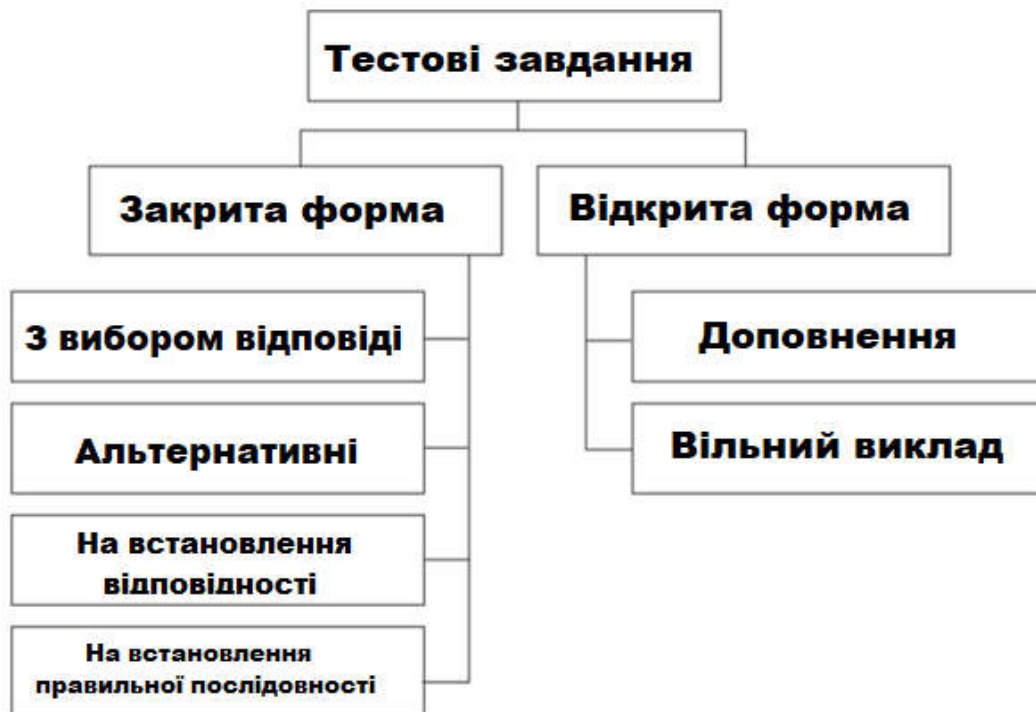 Тестові завдання
Закрита форма
Відкрита форма
З вибором відповіді
Альтернативні
На встановлення
відповідності
На встановлення
правильної послідовності
Доповнення
Вільний виклад